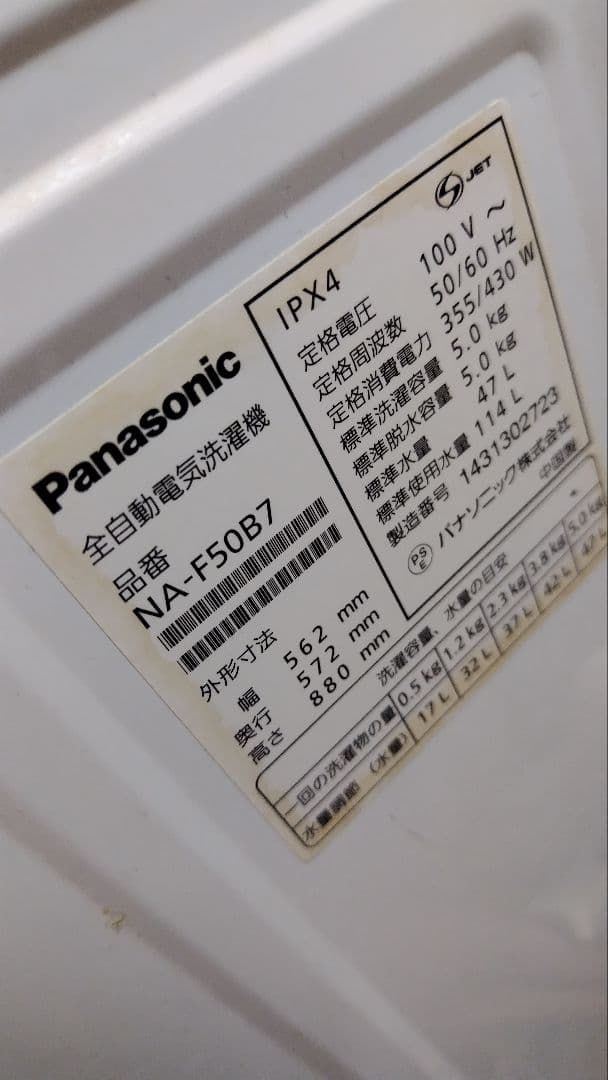 Panasonic
全自動電気洗濯機
品番
NA-F50B7
外形寸法
幅 562 mm
奥行 572 mm
高さ 880 mm
JET
IPX4
定格電圧 100 V ～
定格周波数 50/60 Hz
定格消費電力 355/430 W
標準洗濯容量 5.0 kg
標準脱水容量 5.0 kg
標準水量 47 L
標準使用水量 114 L
製造番号 1431302723
PSE パナソニック株式会社
中国製
洗濯容量、水量の目安
一回の洗濯物の量 0.5 kg 1.2 kg 2.3 kg 3.8 kg 5.0 kg
水量調節（水量） 17 L 32 L 37 L 42 L 47 L